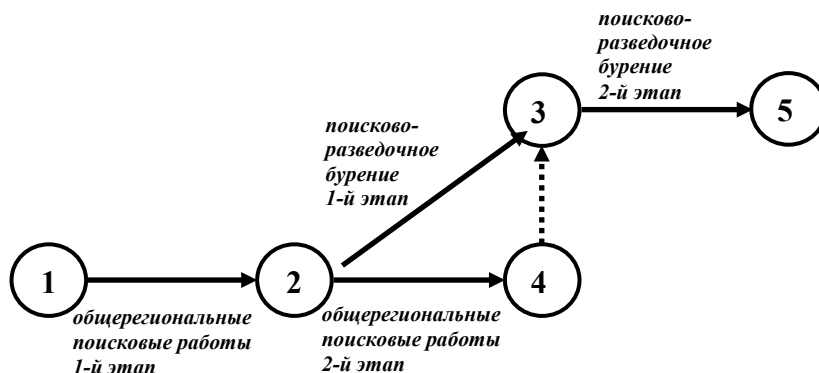 поисково-
разведочное
бурение
2-й этап
3
5
поисково-
разведочное
бурение
1-й этап
1
2
4
общерегиональные
поисковые работы
1-й этап
общерегиональные
поисковые работы
2-й этап